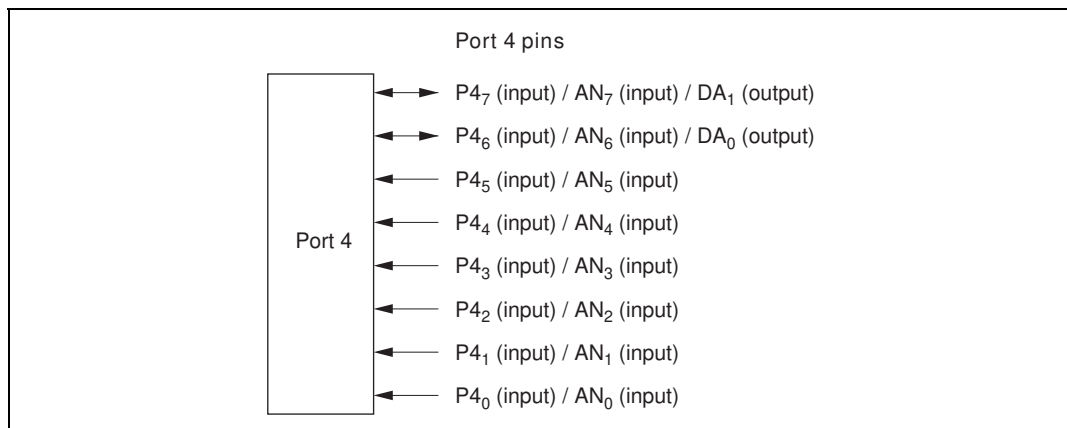 Port 4 pins
P4₇ (input) / AN₇ (input) / DA₁ (output)
P4₆ (input) / AN₆ (input) / DA₀ (output)
P4₅ (input) / AN₅ (input)
P4₄ (input) / AN₄ (input)
Port 4
P4₃ (input) / AN₃ (input)
P4₂ (input) / AN₂ (input)
P4₁ (input) / AN₁ (input)
P4₀ (input) / AN₀ (input)